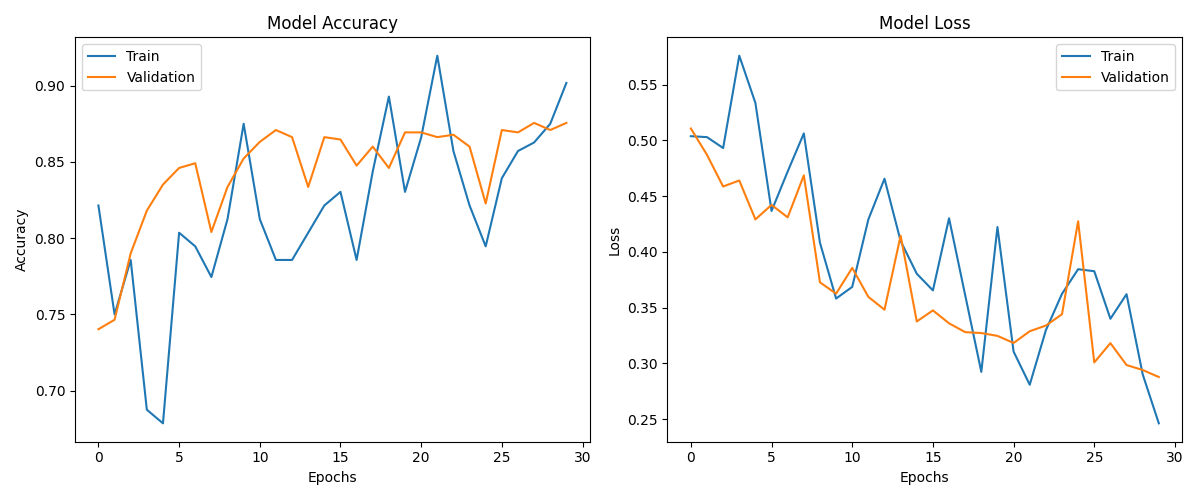 Model Accuracy
Train
Validation
0.90
0.85
0.80
0.75
0.70
Accuracy
0 5 10 15 20 25 30
Epochs
Model Loss
Train
Validation
0.55
0.50
0.45
0.40
0.35
0.30
0.25
Loss
0 5 10 15 20 25 30
Epochs